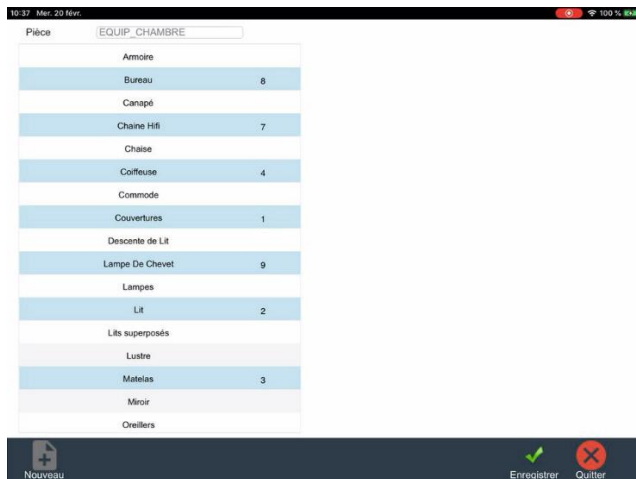 10:37 Mer. 20 févr. 100 %
Pièce EQUIP_CHAMBRE
Armoire
Bureau 8
Canapé
Chaine Hifi 7
Chaise
Coiffeuse 4
Commode
Couvertures 1
Descente de Lit
Lampe De Chevet 9
Lampes
Lit 2
Lits superposés
Lustre
Matelas 3
Miroir
Oreillers
Nouveau Enregistrer Quitter